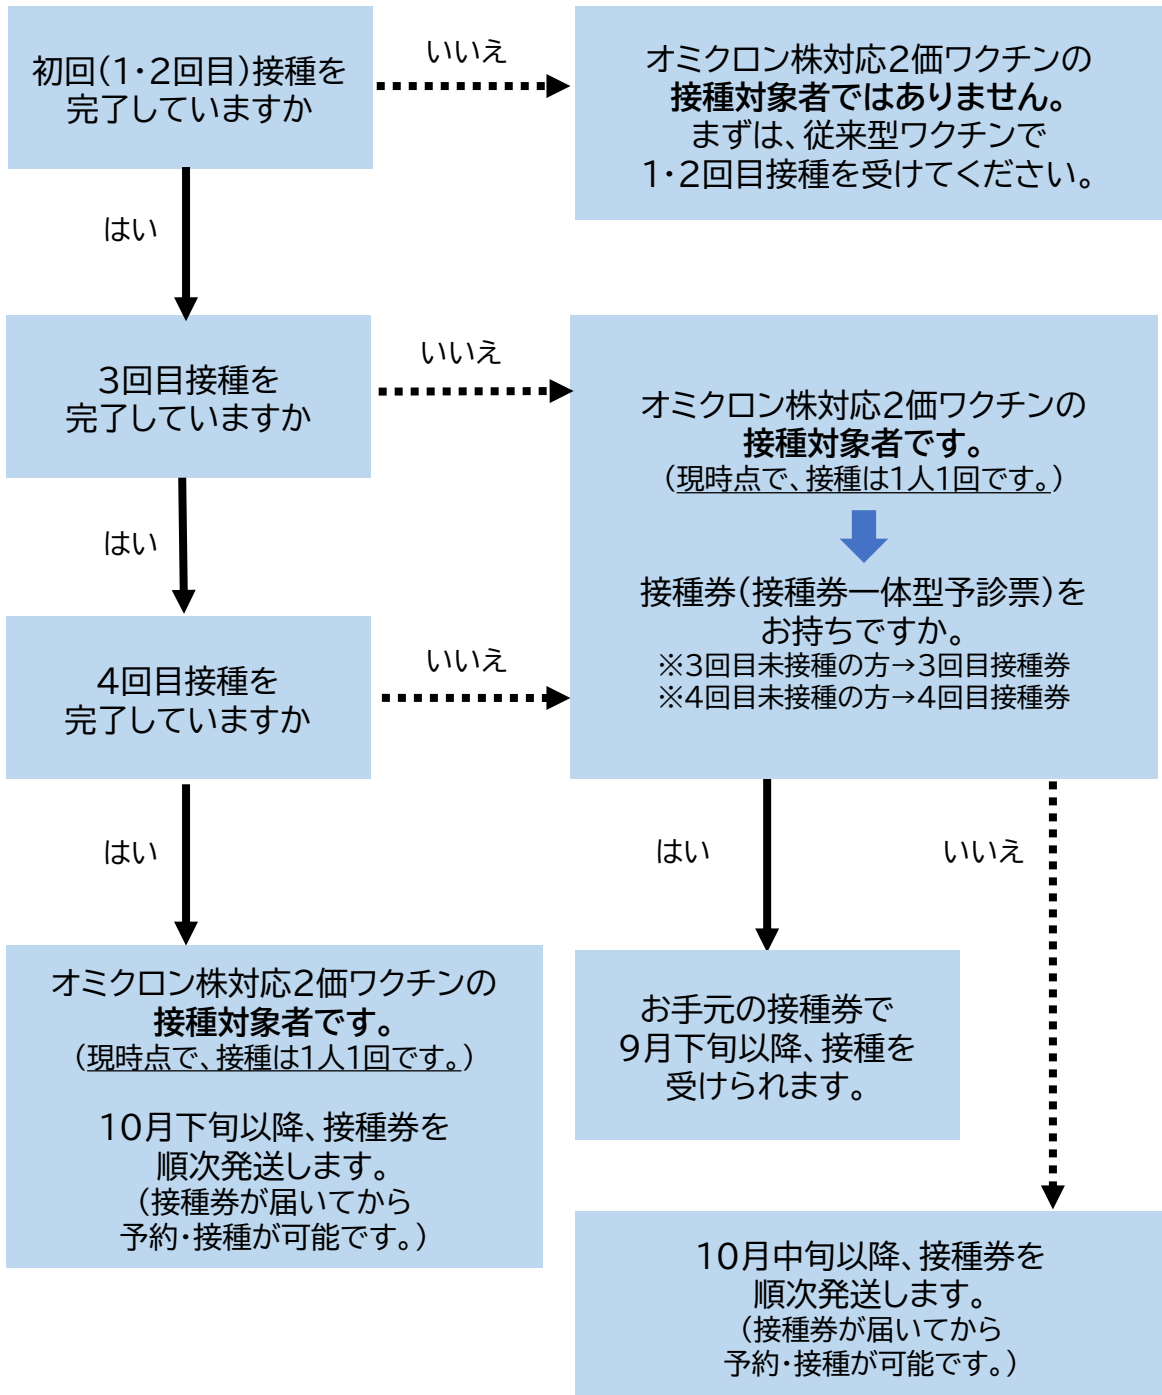 初回(1・2回目)接種を
完了していますか
いいえ
オミクロン株対応2価ワクチンの
接種対象者ではありません。
まずは、従来型ワクチンで
1・2回目接種を受けてください。
はい
3回目接種を
完了していますか
いいえ
オミクロン株対応2価ワクチンの
接種対象者です。
(現時点で、接種は1人1回です。)
接種券(接種券一体型予診票)を
お持ちですか。
※3回目未接種の方→3回目接種券
※4回目未接種の方→4回目接種券
はい
4回目接種を
完了していますか
いいえ
はい
はい
いいえ
オミクロン株対応2価ワクチンの
接種対象者です。
(現時点で、接種は1人1回です。)
10月下旬以降、接種券を
順次発送します。
(接種券が届いてから
予約・接種が可能です。)
お手元の接種券で
9月下旬以降、接種を
受けられます。
10月中旬以降、接種券を
順次発送します。
(接種券が届いてから
予約・接種が可能です。)